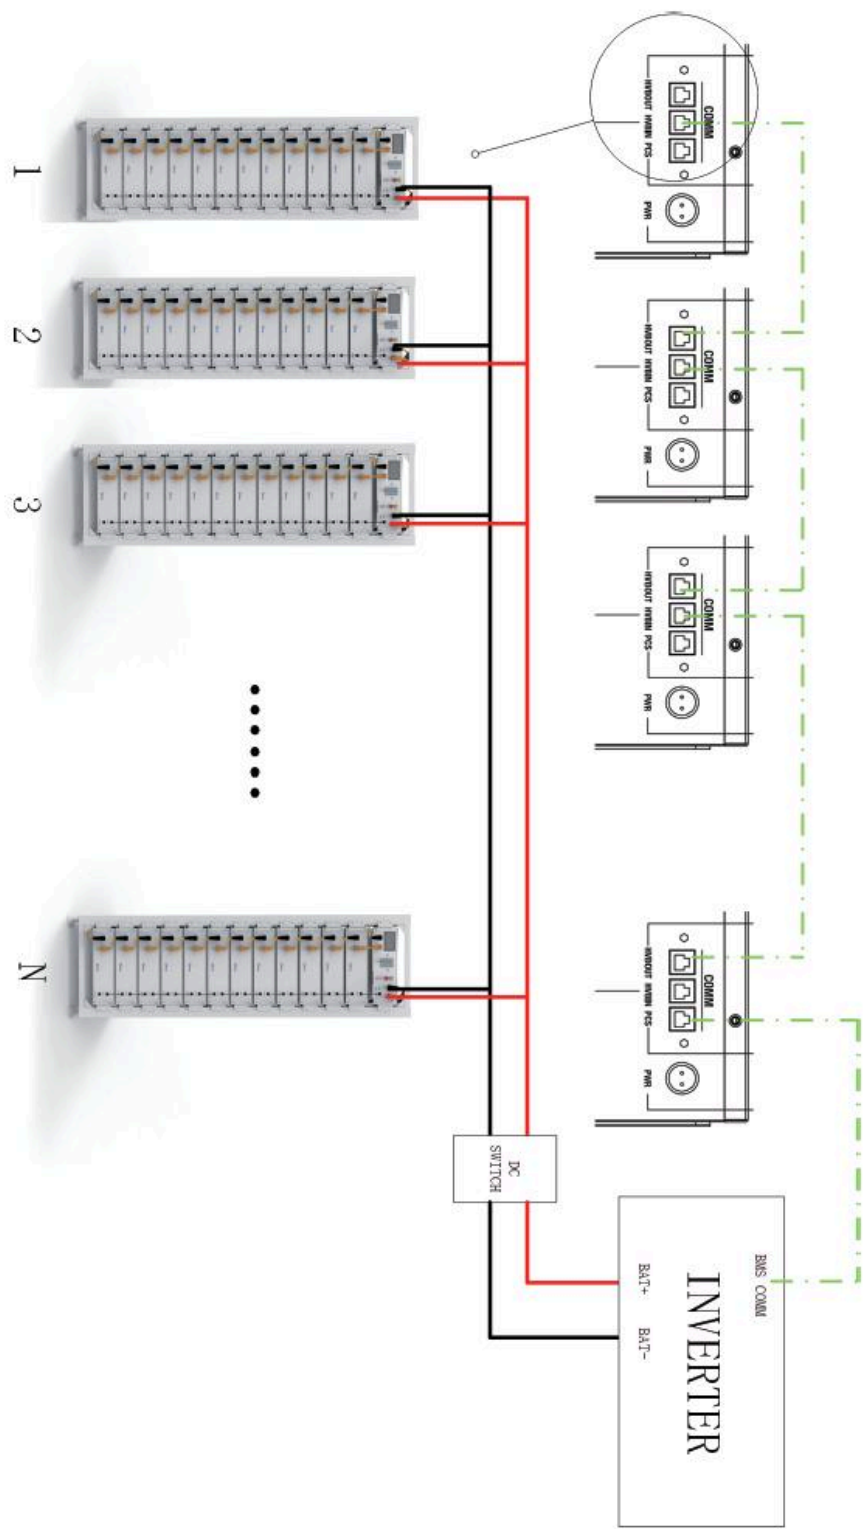 1
COMM
HVBOUT HVBIN PCS
PWR
2
COMM
HVBOUT HVBIN PCS
PWR
3
COMM
HVBOUT HVBIN PCS
PWR
N
COMM
HVBOUT HVBIN PCS
PWR
DC
SWITCH
BMS COMM
INVERTER
BAT+ BAT-